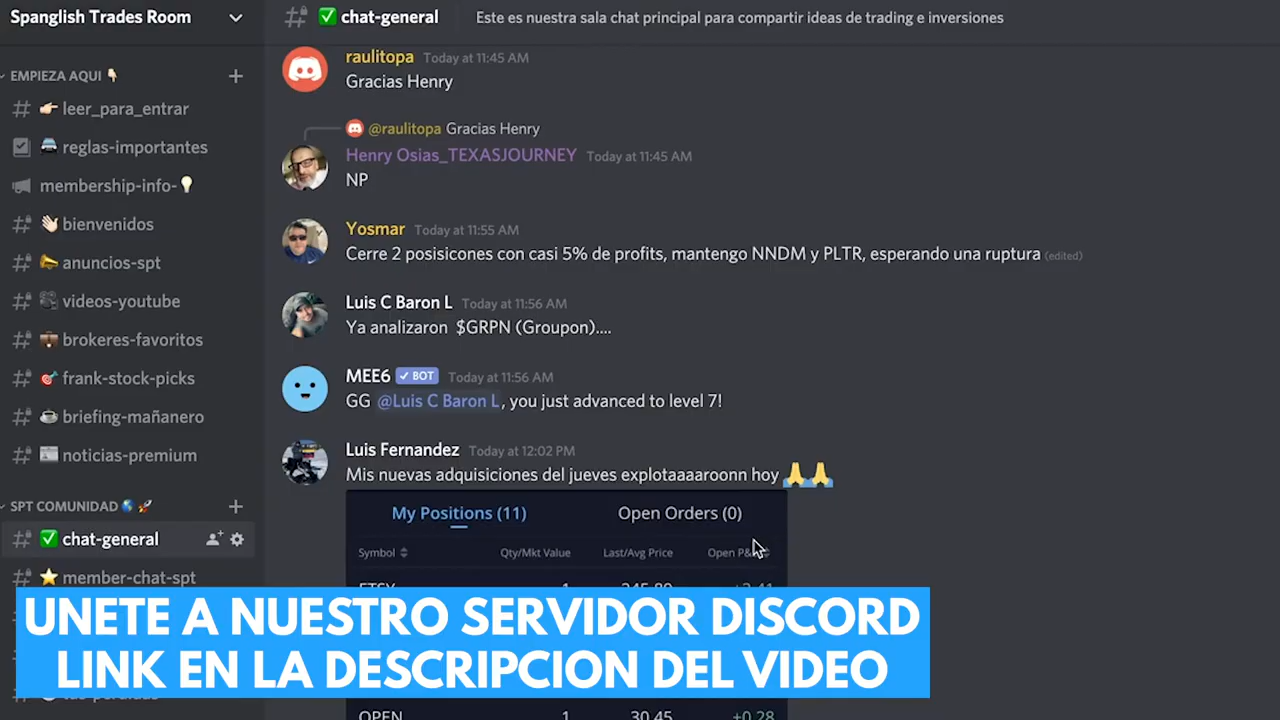 Spanglish Trades Room
EMPIEZA AQUI 👇🏻
👉🏻 leer_para_entrar
🚔 reglas-importantes
membership-info-💡
👋🏻 bienvenidos
📣 anuncios-spt
📽 videos-youtube
💼 brokeres-favoritos
🎯 frank-stock-picks
☕ briefing-mañanero
📰 noticias-premium
SPT COMUNIDAD 🌎 🚀
✅ chat-general
⭐ member-chat-spt
# ✅ chat-general Este es nuestra sala chat principal para compartir ideas de trading e inversiones
raulitopa Today at 11:45 AM
Gracias Henry
@raulitopa Gracias Henry
Henry Osias_TEXASJOURNEY Today at 11:45 AM
NP
Yosmar Today at 11:55 AM
Cerre 2 posisicones con casi 5% de profits, mantengo NNDM y PLTR, esperando una ruptura (edited)
Luis C Baron L Today at 11:56 AM
Ya analizaron $GRPN (Groupon)....
MEE6 ✓ BOT Today at 11:56 AM
GG @Luis C Baron L, you just advanced to level 7!
Luis Fernandez Today at 12:02 PM
Mis nuevas adquisiciones del jueves explotaaaaroonn hoy 🙏🙏
My Positions (11) Open Orders (0)
Symbol Qty/Mkt Value Last/Avg Price Open
ETSY 1
OPEN 1 30.45 +0.28
UNETE A NUESTRO SERVIDOR DISCORD
LINK EN LA DESCRIPCION DEL VIDEO